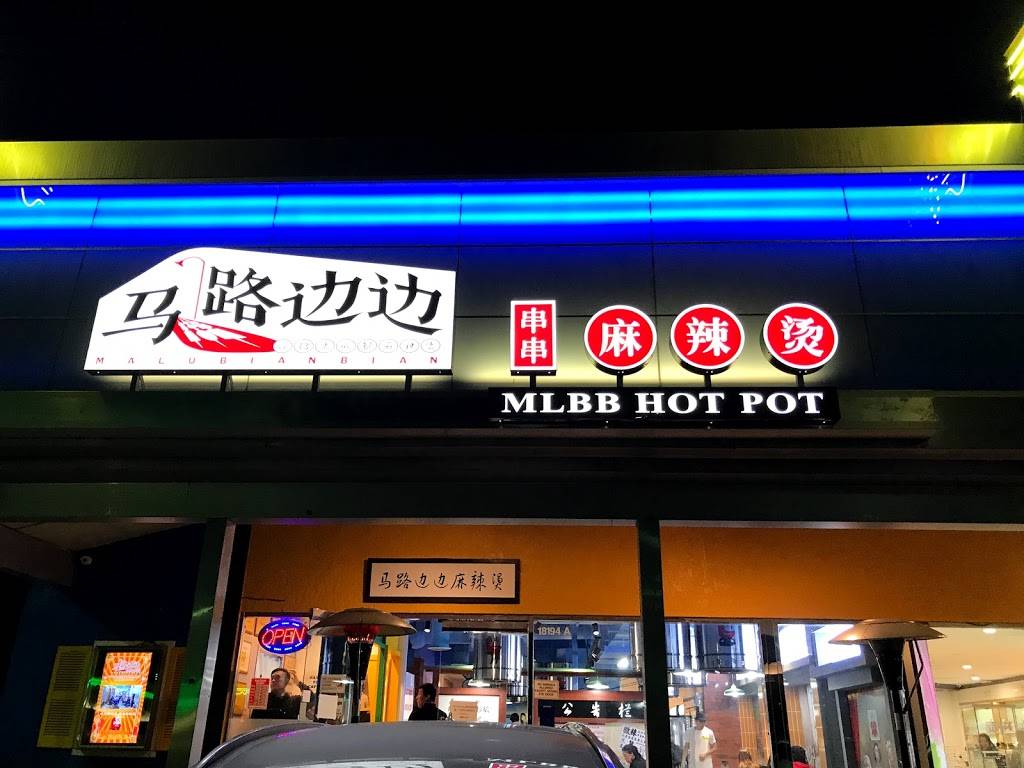 马路边边
MALUBIANBIAN
串串
麻辣烫
MLBB HOT POT
马路边边麻辣烫
OPEN
18194 A
公告栏